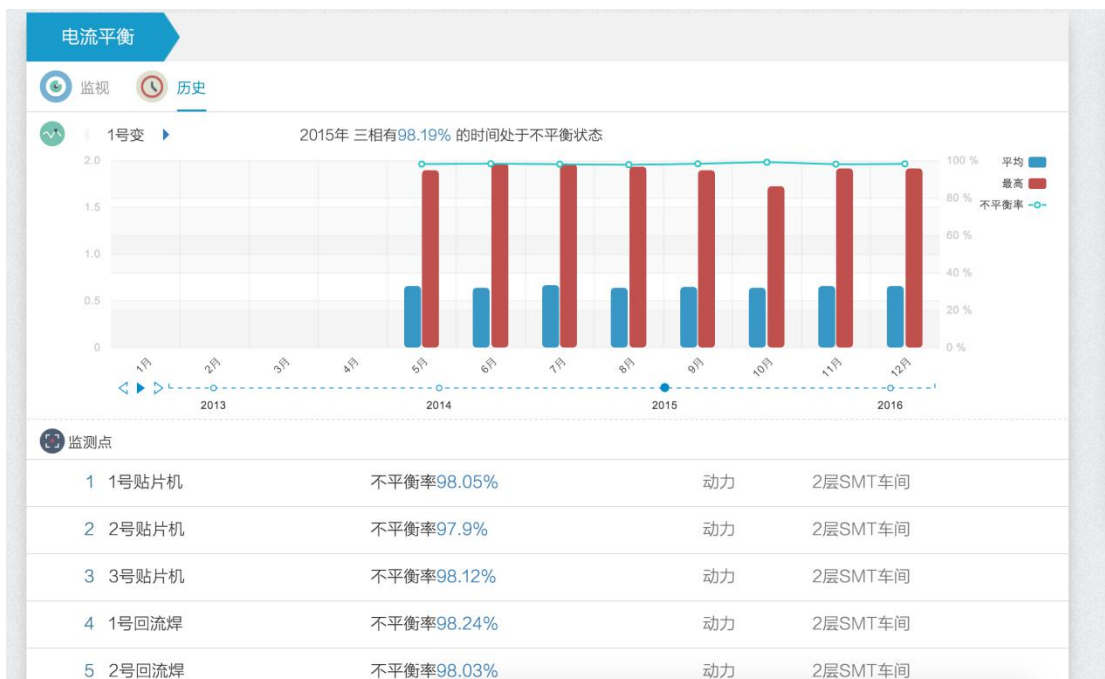 电流平衡
监视 历史
1号变 2015年 三相有98.19% 的时间处于不平衡状态
2.0 100 % 平均
最高
1.5 80 % 不平衡率
60 %
1.0
40 %
0.5
20 %
0 0 %
1月 2月 3月 4月 5月 6月 7月 8月 9月 10月 11月 12月
2013 2014 2015 2016
监测点
1 1号贴片机 不平衡率98.05% 动力 2层SMT车间
2 2号贴片机 不平衡率97.9% 动力 2层SMT车间
3 3号贴片机 不平衡率98.12% 动力 2层SMT车间
4 1号回流焊 不平衡率98.24% 动力 2层SMT车间
5 2号回流焊 不平衡率98.03% 动力 2层SMT车间